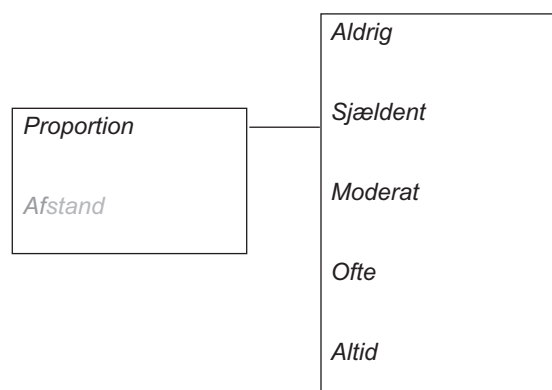 Proportion
Afstand
Aldrig
Sjældent
Moderat
Ofte
Altid